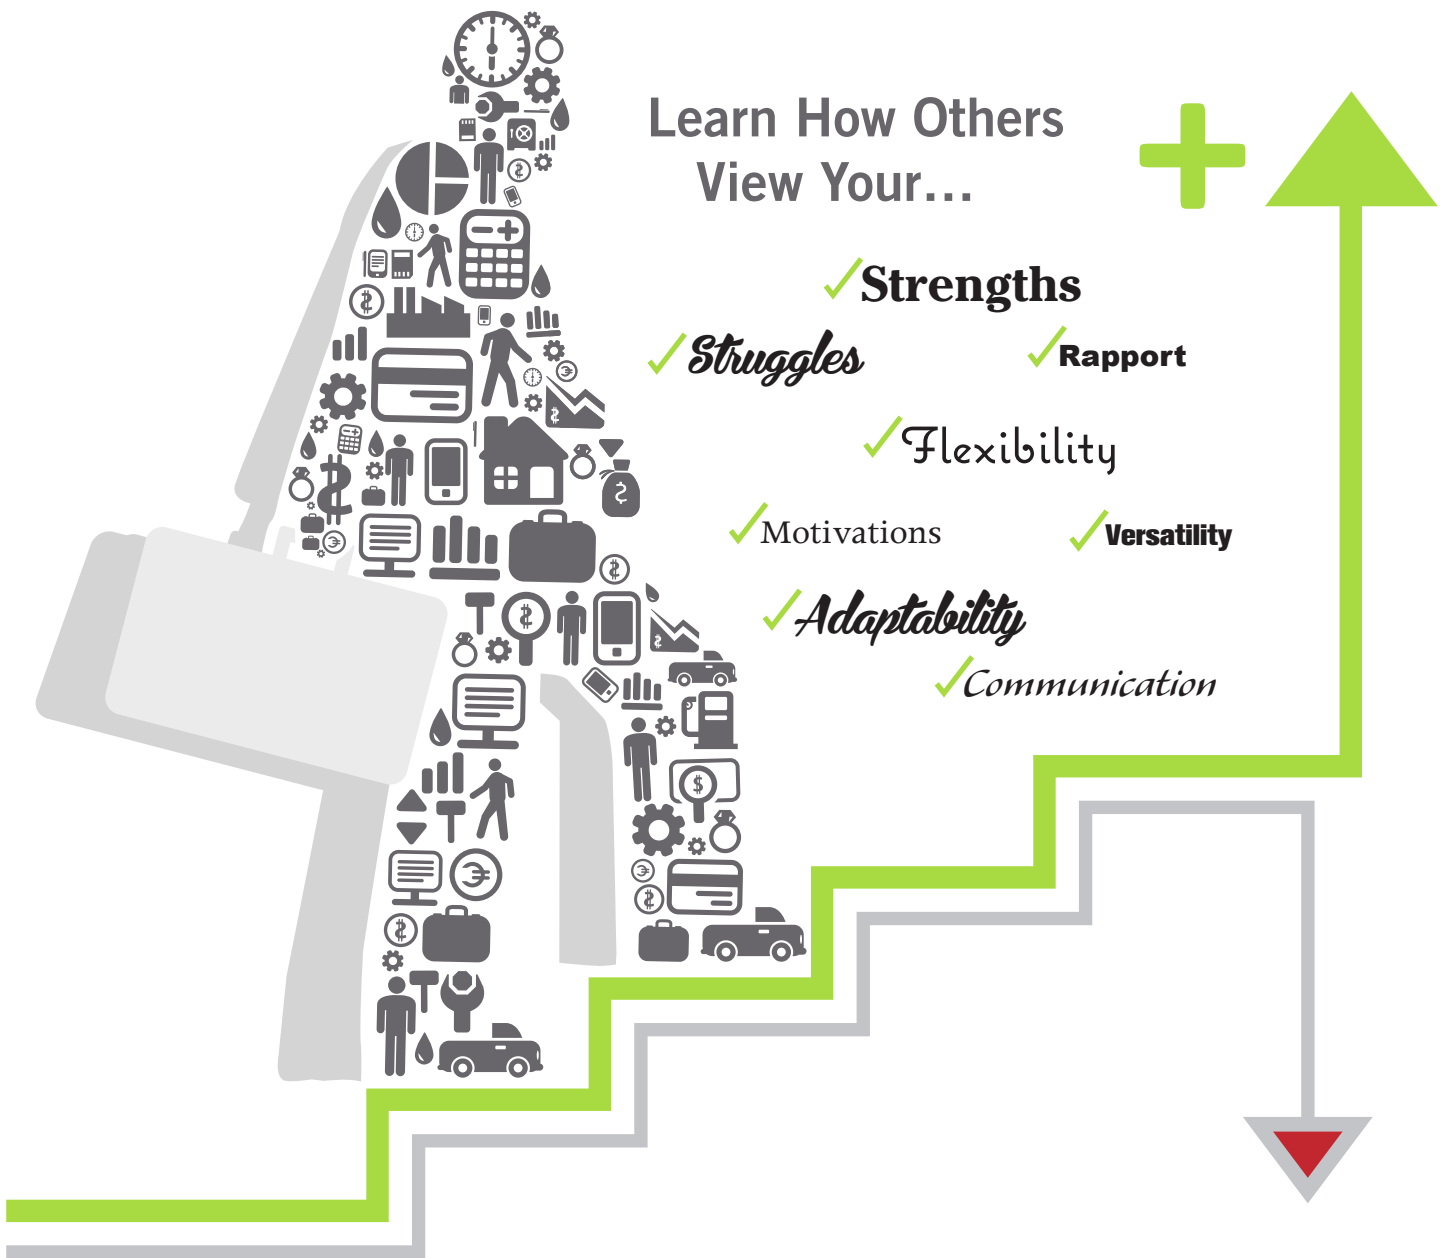 Learn How Others
View Your...
Strengths
Struggles
Rapport
Flexibility
Motivations
Versatility
Adaptability
Communication